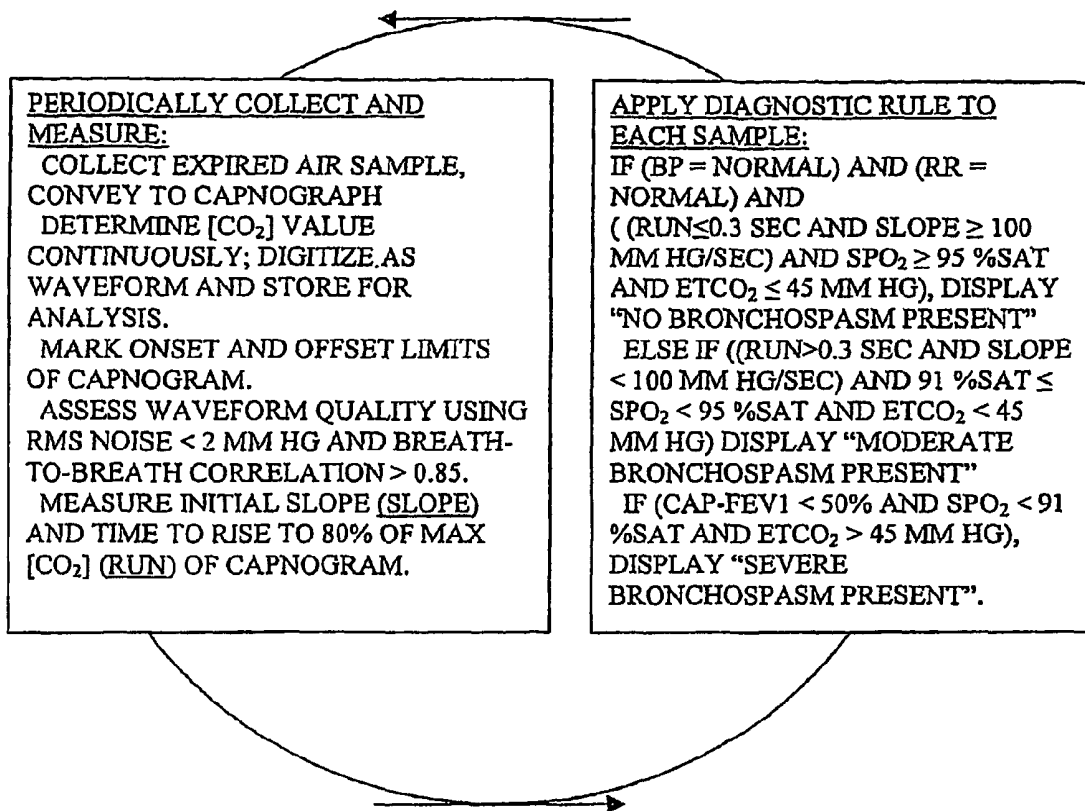 PERIODICALLY COLLECT AND
MEASURE:
COLLECT EXPIRED AIR SAMPLE,
CONVEY TO CAPNOGRAPH
DETERMINE [CO₂] VALUE
CONTINUOUSLY; DIGITIZE AS
WAVEFORM AND STORE FOR
ANALYSIS.
MARK ONSET AND OFFSET LIMITS
OF CAPNOGRAM.
ASSESS WAVEFORM QUALITY USING
RMS NOISE < 2 MM HG AND BREATH-
TO-BREATH CORRELATION > 0.85.
MEASURE INITIAL SLOPE (SLOPE)
AND TIME TO RISE TO 80% OF MAX
[CO₂] (RUN) OF CAPNOGRAM.
APPLY DIAGNOSTIC RULE TO
EACH SAMPLE:
IF (BP = NORMAL) AND (RR =
NORMAL) AND
( (RUN≤0.3 SEC AND SLOPE ≥ 100
MM HG/SEC) AND SPO₂ ≥ 95 %SAT
AND ETCO₂ ≤ 45 MM HG), DISPLAY
“NO BRONCHOSPASM PRESENT”
ELSE IF ((RUN>0.3 SEC AND SLOPE
< 100 MM HG/SEC) AND 91 %SAT ≤
SPO₂ < 95 %SAT AND ETCO₂ < 45
MM HG) DISPLAY “MODERATE
BRONCHOSPASM PRESENT”
IF (CAP-FEV1 < 50% AND SPO₂ < 91
%SAT AND ETCO₂ > 45 MM HG),
DISPLAY “SEVERE
BRONCHOSPASM PRESENT”.